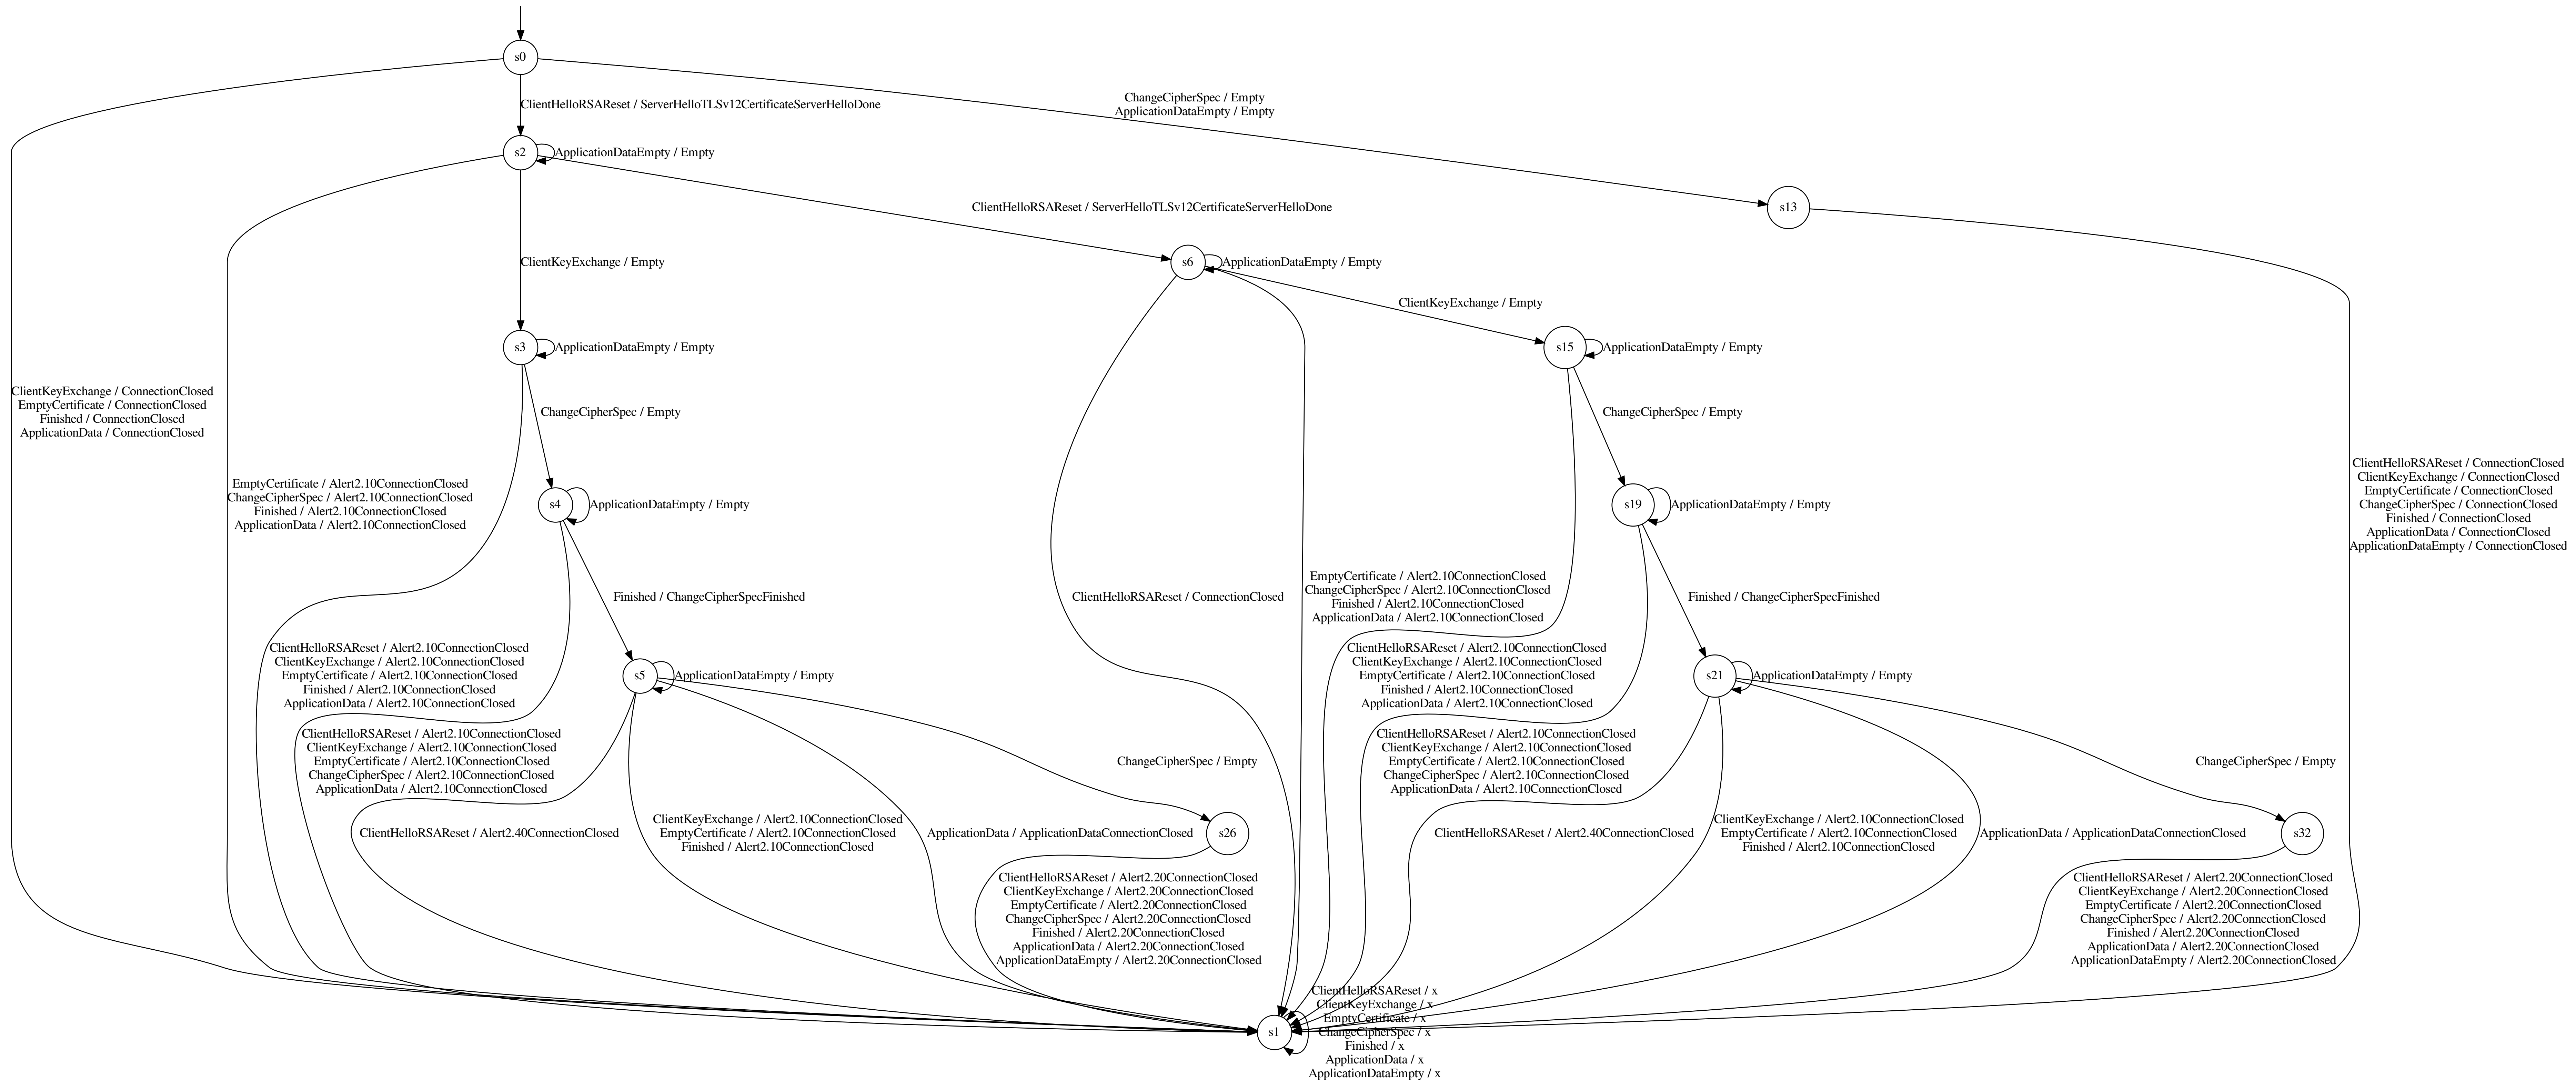 s0
ClientHelloRSAReset / ServerHelloTLSv12CertificateServerHelloDone
ChangeCipherSpec / Empty
ApplicationDataEmpty / Empty
s2
ApplicationDataEmpty / Empty
ClientHelloRSAReset / ServerHelloTLSv12CertificateServerHelloDone
s13
ClientKeyExchange / Empty
s6
ApplicationDataEmpty / Empty
ClientKeyExchange / Empty
s3
ApplicationDataEmpty / Empty
s15
ApplicationDataEmpty / Empty
ClientKeyExchange / ConnectionClosed
EmptyCertificate / ConnectionClosed
Finished / ConnectionClosed
ApplicationData / ConnectionClosed
ChangeCipherSpec / Empty
ChangeCipherSpec / Empty
EmptyCertificate / Alert2.10ConnectionClosed
ChangeCipherSpec / Alert2.10ConnectionClosed
Finished / Alert2.10ConnectionClosed
ApplicationData / Alert2.10ConnectionClosed
s4
ApplicationDataEmpty / Empty
s19
ApplicationDataEmpty / Empty
ClientHelloRSAReset / ConnectionClosed
ClientKeyExchange / ConnectionClosed
EmptyCertificate / ConnectionClosed
ChangeCipherSpec / ConnectionClosed
Finished / ConnectionClosed
ApplicationData / ConnectionClosed
ApplicationDataEmpty / ConnectionClosed
Finished / ChangeCipherSpecFinished
ClientHelloRSAReset / ConnectionClosed
EmptyCertificate / Alert2.10ConnectionClosed
ChangeCipherSpec / Alert2.10ConnectionClosed
Finished / Alert2.10ConnectionClosed
ApplicationData / Alert2.10ConnectionClosed
Finished / ChangeCipherSpecFinished
ClientHelloRSAReset / Alert2.10ConnectionClosed
ClientKeyExchange / Alert2.10ConnectionClosed
EmptyCertificate / Alert2.10ConnectionClosed
Finished / Alert2.10ConnectionClosed
ApplicationData / Alert2.10ConnectionClosed
s5
ApplicationDataEmpty / Empty
ClientHelloRSAReset / Alert2.10ConnectionClosed
ClientKeyExchange / Alert2.10ConnectionClosed
EmptyCertificate / Alert2.10ConnectionClosed
Finished / Alert2.10ConnectionClosed
ApplicationData / Alert2.10ConnectionClosed
s21
ApplicationDataEmpty / Empty
ClientHelloRSAReset / Alert2.10ConnectionClosed
ClientKeyExchange / Alert2.10ConnectionClosed
EmptyCertificate / Alert2.10ConnectionClosed
ChangeCipherSpec / Alert2.10ConnectionClosed
ApplicationData / Alert2.10ConnectionClosed
ChangeCipherSpec / Empty
ClientHelloRSAReset / Alert2.10ConnectionClosed
ClientKeyExchange / Alert2.10ConnectionClosed
EmptyCertificate / Alert2.10ConnectionClosed
ChangeCipherSpec / Alert2.10ConnectionClosed
ApplicationData / Alert2.10ConnectionClosed
ChangeCipherSpec / Empty
ClientHelloRSAReset / Alert2.40ConnectionClosed
ClientKeyExchange / Alert2.10ConnectionClosed
EmptyCertificate / Alert2.10ConnectionClosed
Finished / Alert2.10ConnectionClosed
ApplicationData / ApplicationDataConnectionClosed
s26
ClientHelloRSAReset / Alert2.40ConnectionClosed
ClientKeyExchange / Alert2.10ConnectionClosed
EmptyCertificate / Alert2.10ConnectionClosed
Finished / Alert2.10ConnectionClosed
ApplicationData / ApplicationDataConnectionClosed
s32
ClientHelloRSAReset / Alert2.20ConnectionClosed
ClientKeyExchange / Alert2.20ConnectionClosed
EmptyCertificate / Alert2.20ConnectionClosed
ChangeCipherSpec / Alert2.20ConnectionClosed
Finished / Alert2.20ConnectionClosed
ApplicationData / Alert2.20ConnectionClosed
ApplicationDataEmpty / Alert2.20ConnectionClosed
ClientHelloRSAReset / Alert2.20ConnectionClosed
ClientKeyExchange / Alert2.20ConnectionClosed
EmptyCertificate / Alert2.20ConnectionClosed
ChangeCipherSpec / Alert2.20ConnectionClosed
Finished / Alert2.20ConnectionClosed
ApplicationData / Alert2.20ConnectionClosed
ApplicationDataEmpty / Alert2.20ConnectionClosed
s1
ClientHelloRSAReset / x
ClientKeyExchange / x
EmptyCertificate / x
ChangeCipherSpec / x
Finished / x
ApplicationData / x
ApplicationDataEmpty / x